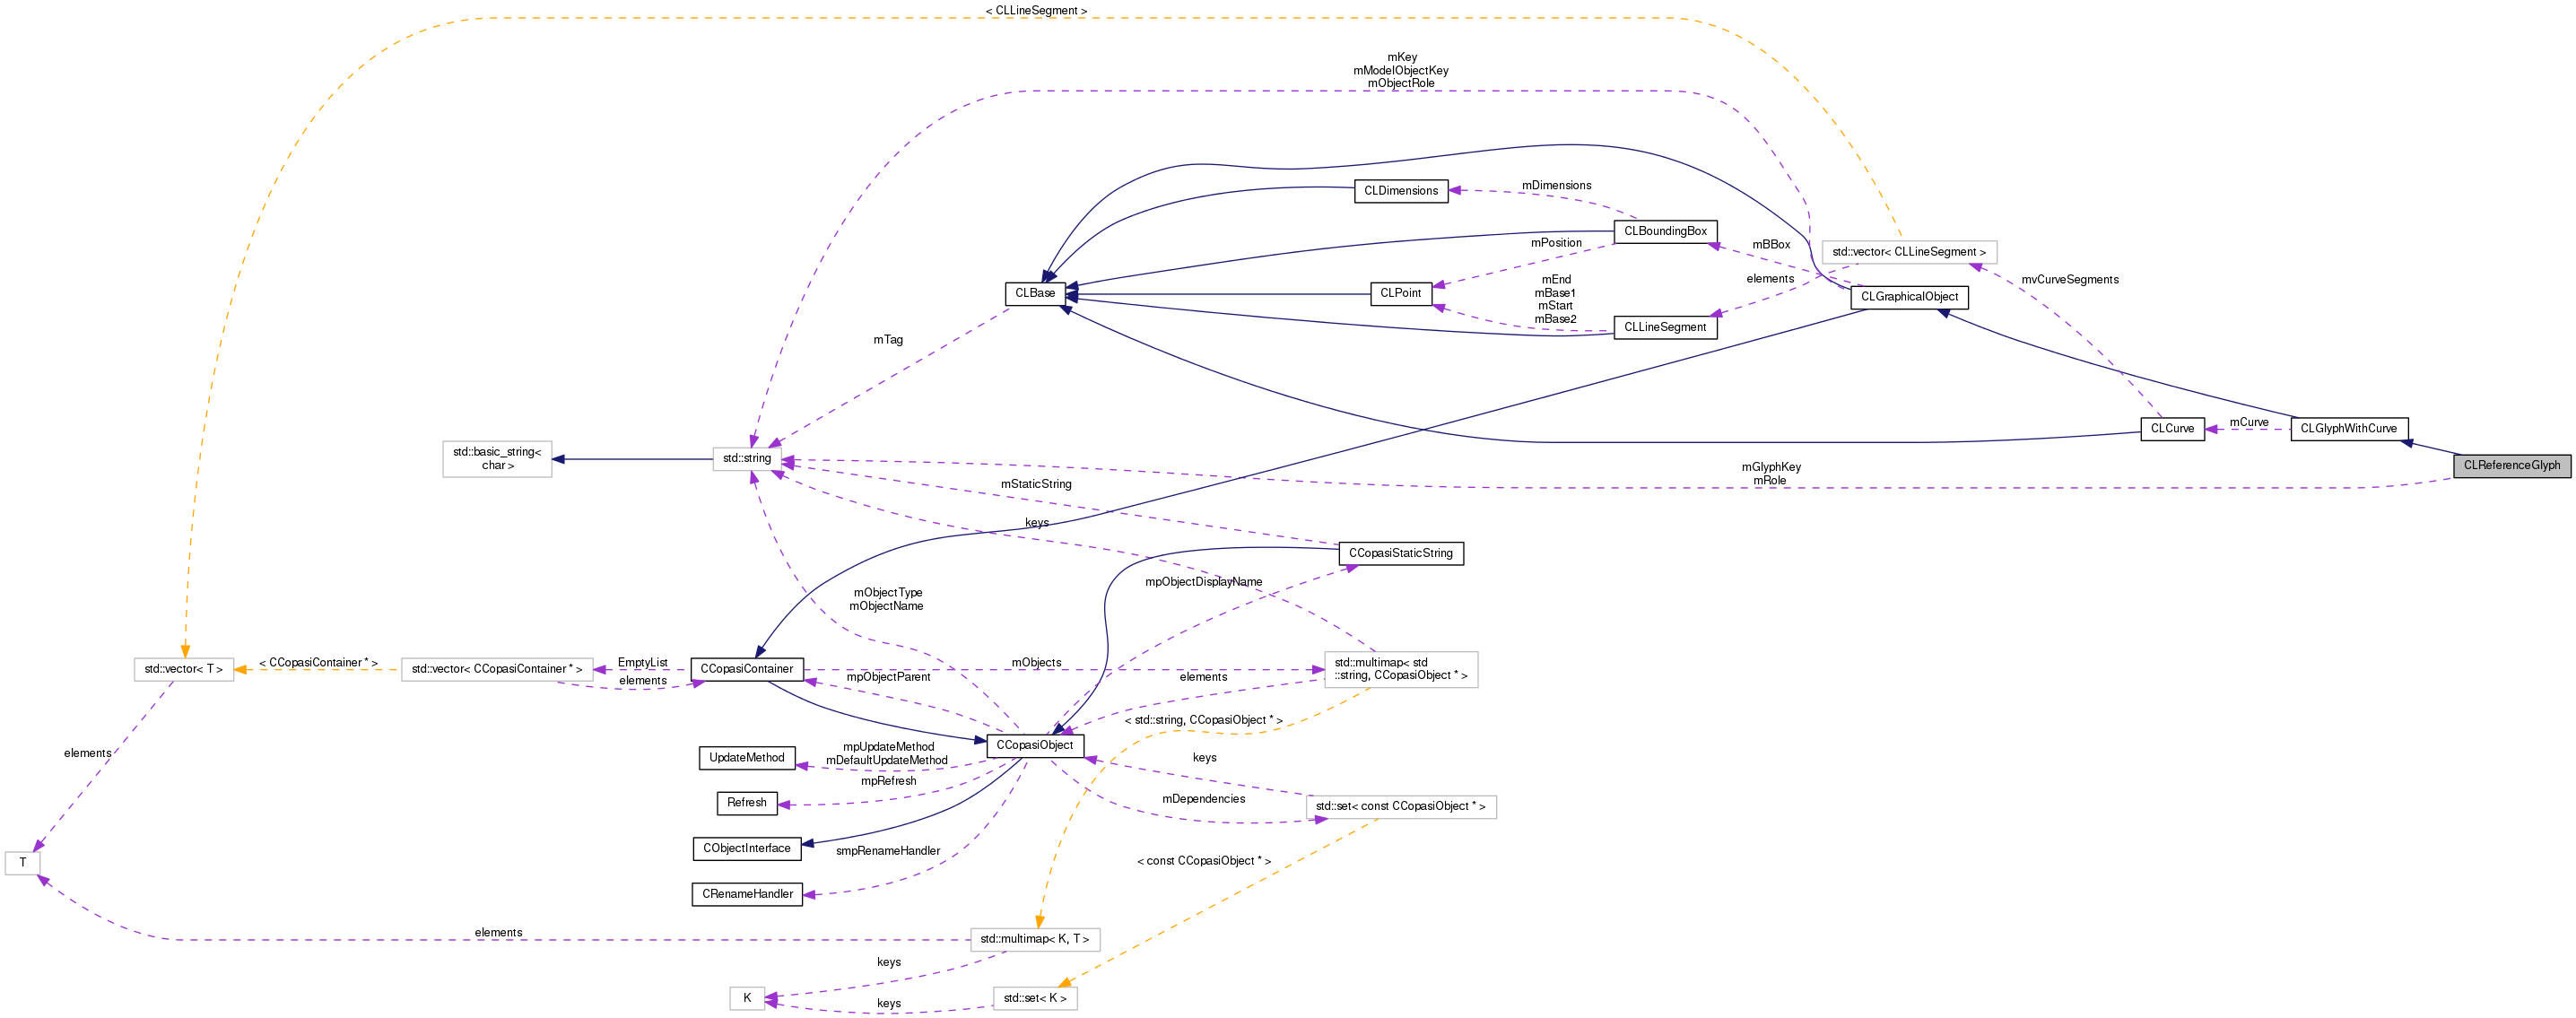 < CLLineSegment >
mKey
mModelObjectKey
mObjectRole
CLDimensions
mDimensions
CLBoundingBox
mPosition
mBBox
std::vector< CLLineSegment >
elements
mvCurveSegments
CLBase
CLPoint
mEnd
mBase1
mStart
mBase2
CLGraphicalObject
CLLineSegment
mTag
CLCurve
mCurve
CLGlyphWithCurve
std::basic_string<
char >
std::string
mGlyphKey
mRole
CLReferenceGlyph
mStaticString
keys
CCopasiStaticString
mpObjectDisplayName
mObjectType
mObjectName
std::vector< T >
< CCopasiContainer * >
std::vector< CCopasiContainer * >
EmptyList
elements
CCopasiContainer
mObjects
std::multimap< std
::string, CCopasiObject * >
mpObjectParent
elements
< std::string, CCopasiObject * >
CCopasiObject
elements
UpdateMethod
mpUpdateMethod
mDefaultUpdateMethod
mpRefresh
Refresh
keys
mDependencies
std::set< const CCopasiObject * >
CObjectInterface
smpRenameHandler
CRenameHandler
< const CCopasiObject * >
T
elements
std::multimap< K, T >
keys
K
keys
std::set< K >